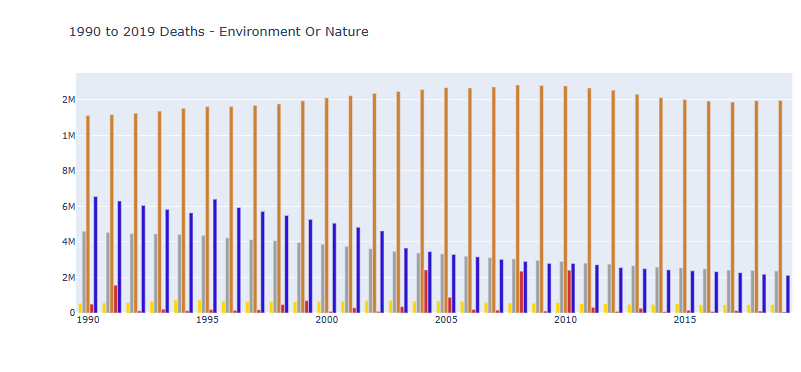 1990 to 2019 Deaths - Environment Or Nature
2M
1M
8M
6M
4M
2M
0
1990 1995 2000 2005 2010 2015